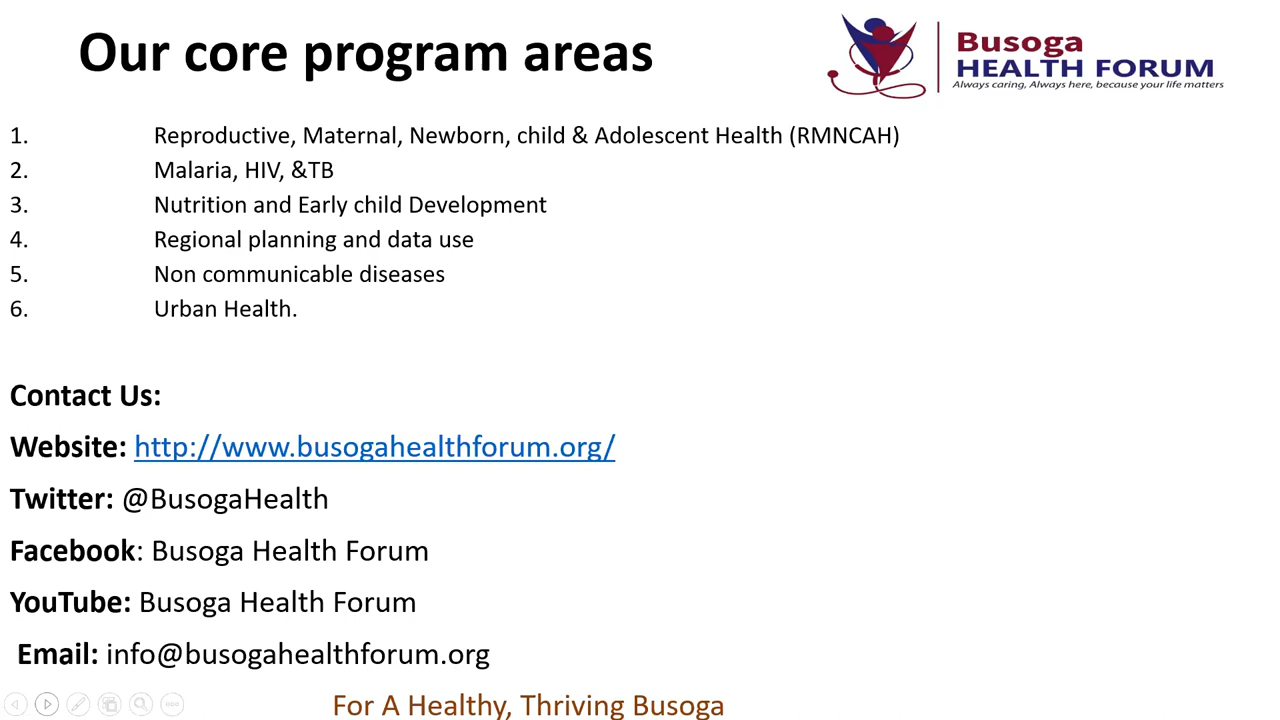 Our core program areas
Busoga
HEALTH FORUM
Always caring, Always here, because your life matters
1. Reproductive, Maternal, Newborn, child & Adolescent Health (RMNCAH)
2. Malaria, HIV, &TB
3. Nutrition and Early child Development
4. Regional planning and data use
5. Non communicable diseases
6. Urban Health.
Contact Us:
Website: http://www.busogahealthforum.org/
Twitter: @BusogaHealth
Facebook: Busoga Health Forum
YouTube: Busoga Health Forum
Email: info@busogahealthforum.org
For A Healthy, Thriving Busoga